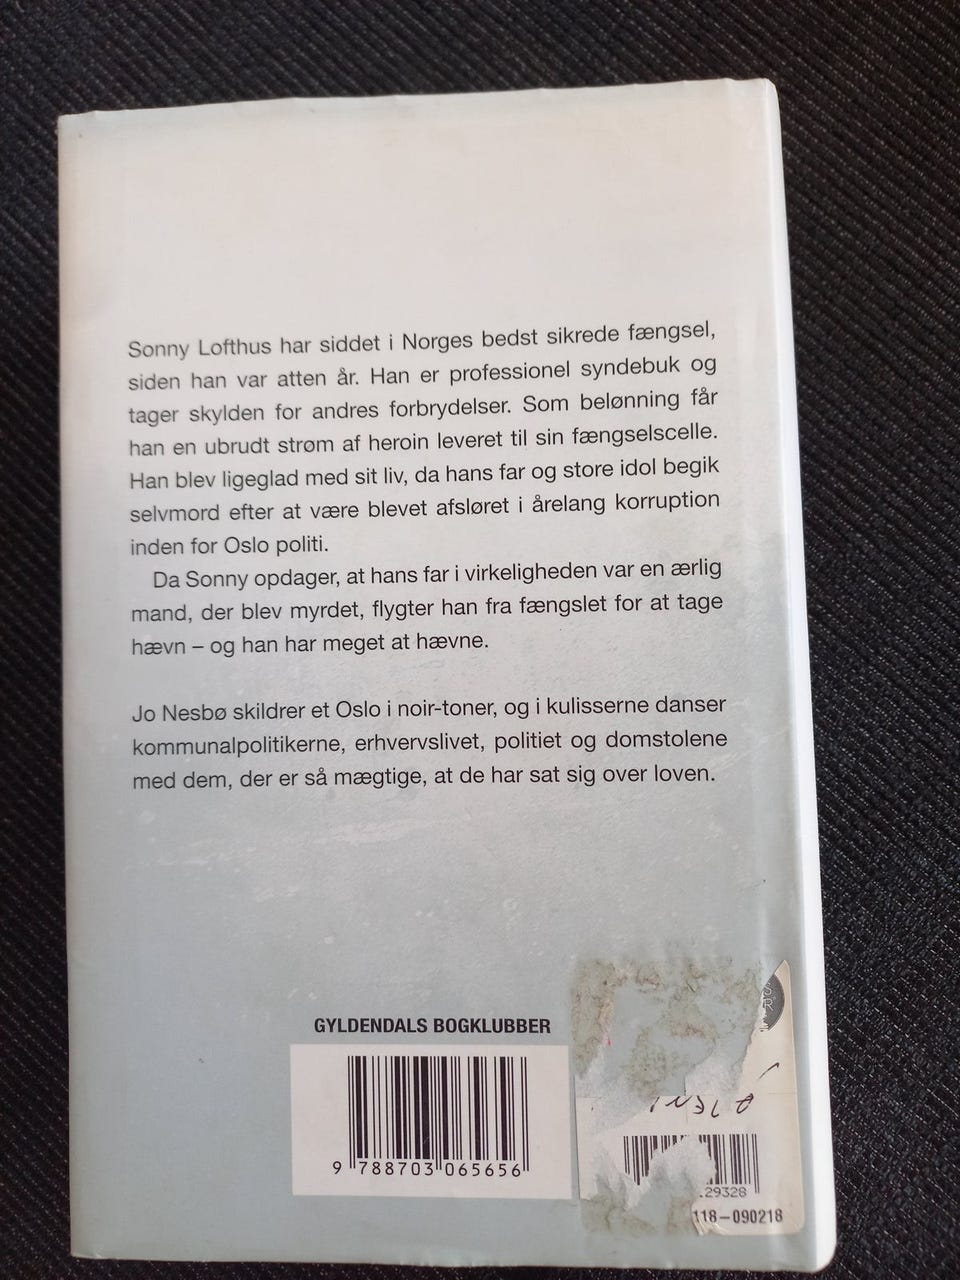 Sonny Lofthus har siddet i Norges bedst sikrede fængsel,
siden han var atten år. Han er professionel syndebuk og
tager skylden for andres forbrydelser. Som belønning får
han en ubrudt strøm af heroin leveret til sin fængselscelle.
Han blev ligeglad med sit liv, da hans far og store idol begik
selvmord efter at være blevet afsløret i årelang korruption
inden for Oslo politi.
Da Sonny opdager, at hans far i virkeligheden var en ærlig
mand, der blev myrdet, flygter han fra fængslet for at tage
hævn – og han har meget at hævne.
Jo Nesbø skildrer et Oslo i noir-toner, og i kulisserne danser
kommunalpolitikerne, erhvervslivet, politiet og domstolene
med dem, der er så mægtige, at de har sat sig over loven.
GYLDENDALS BOGKLUBBER
9 788703 065656
.29328
118-090218